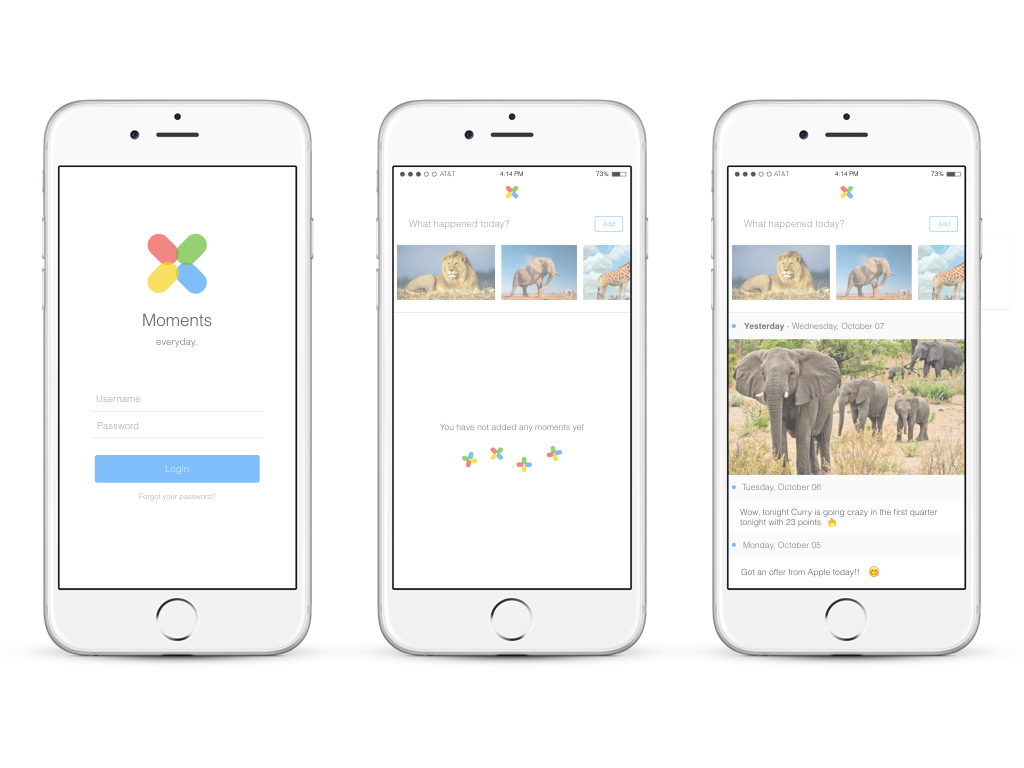 Moments
everyday.
Username
Password
Login
Forgot your password?
AT&T 4:14 PM 73%
What happened today? Add
You have not added any moments yet
AT&T 4:14 PM 73%
What happened today? Add
Yesterday - Wednesday, October 07
Tuesday, October 06
Wow, tonight Curry is going crazy in the first quarter
tonight with 23 points 🔥
Monday, October 05
Got an offer from Apple today!! 😋